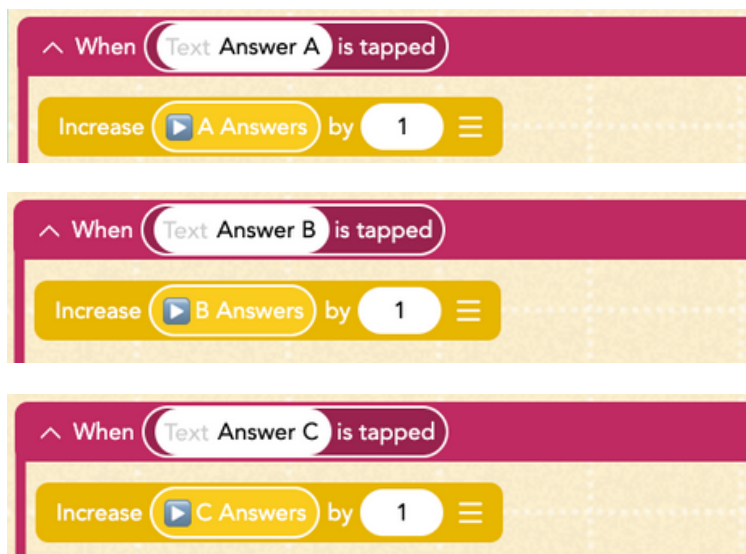 When Text Answer A is tapped
Increase A Answers by 1
When Text Answer B is tapped
Increase B Answers by 1
When Text Answer C is tapped
Increase C Answers by 1